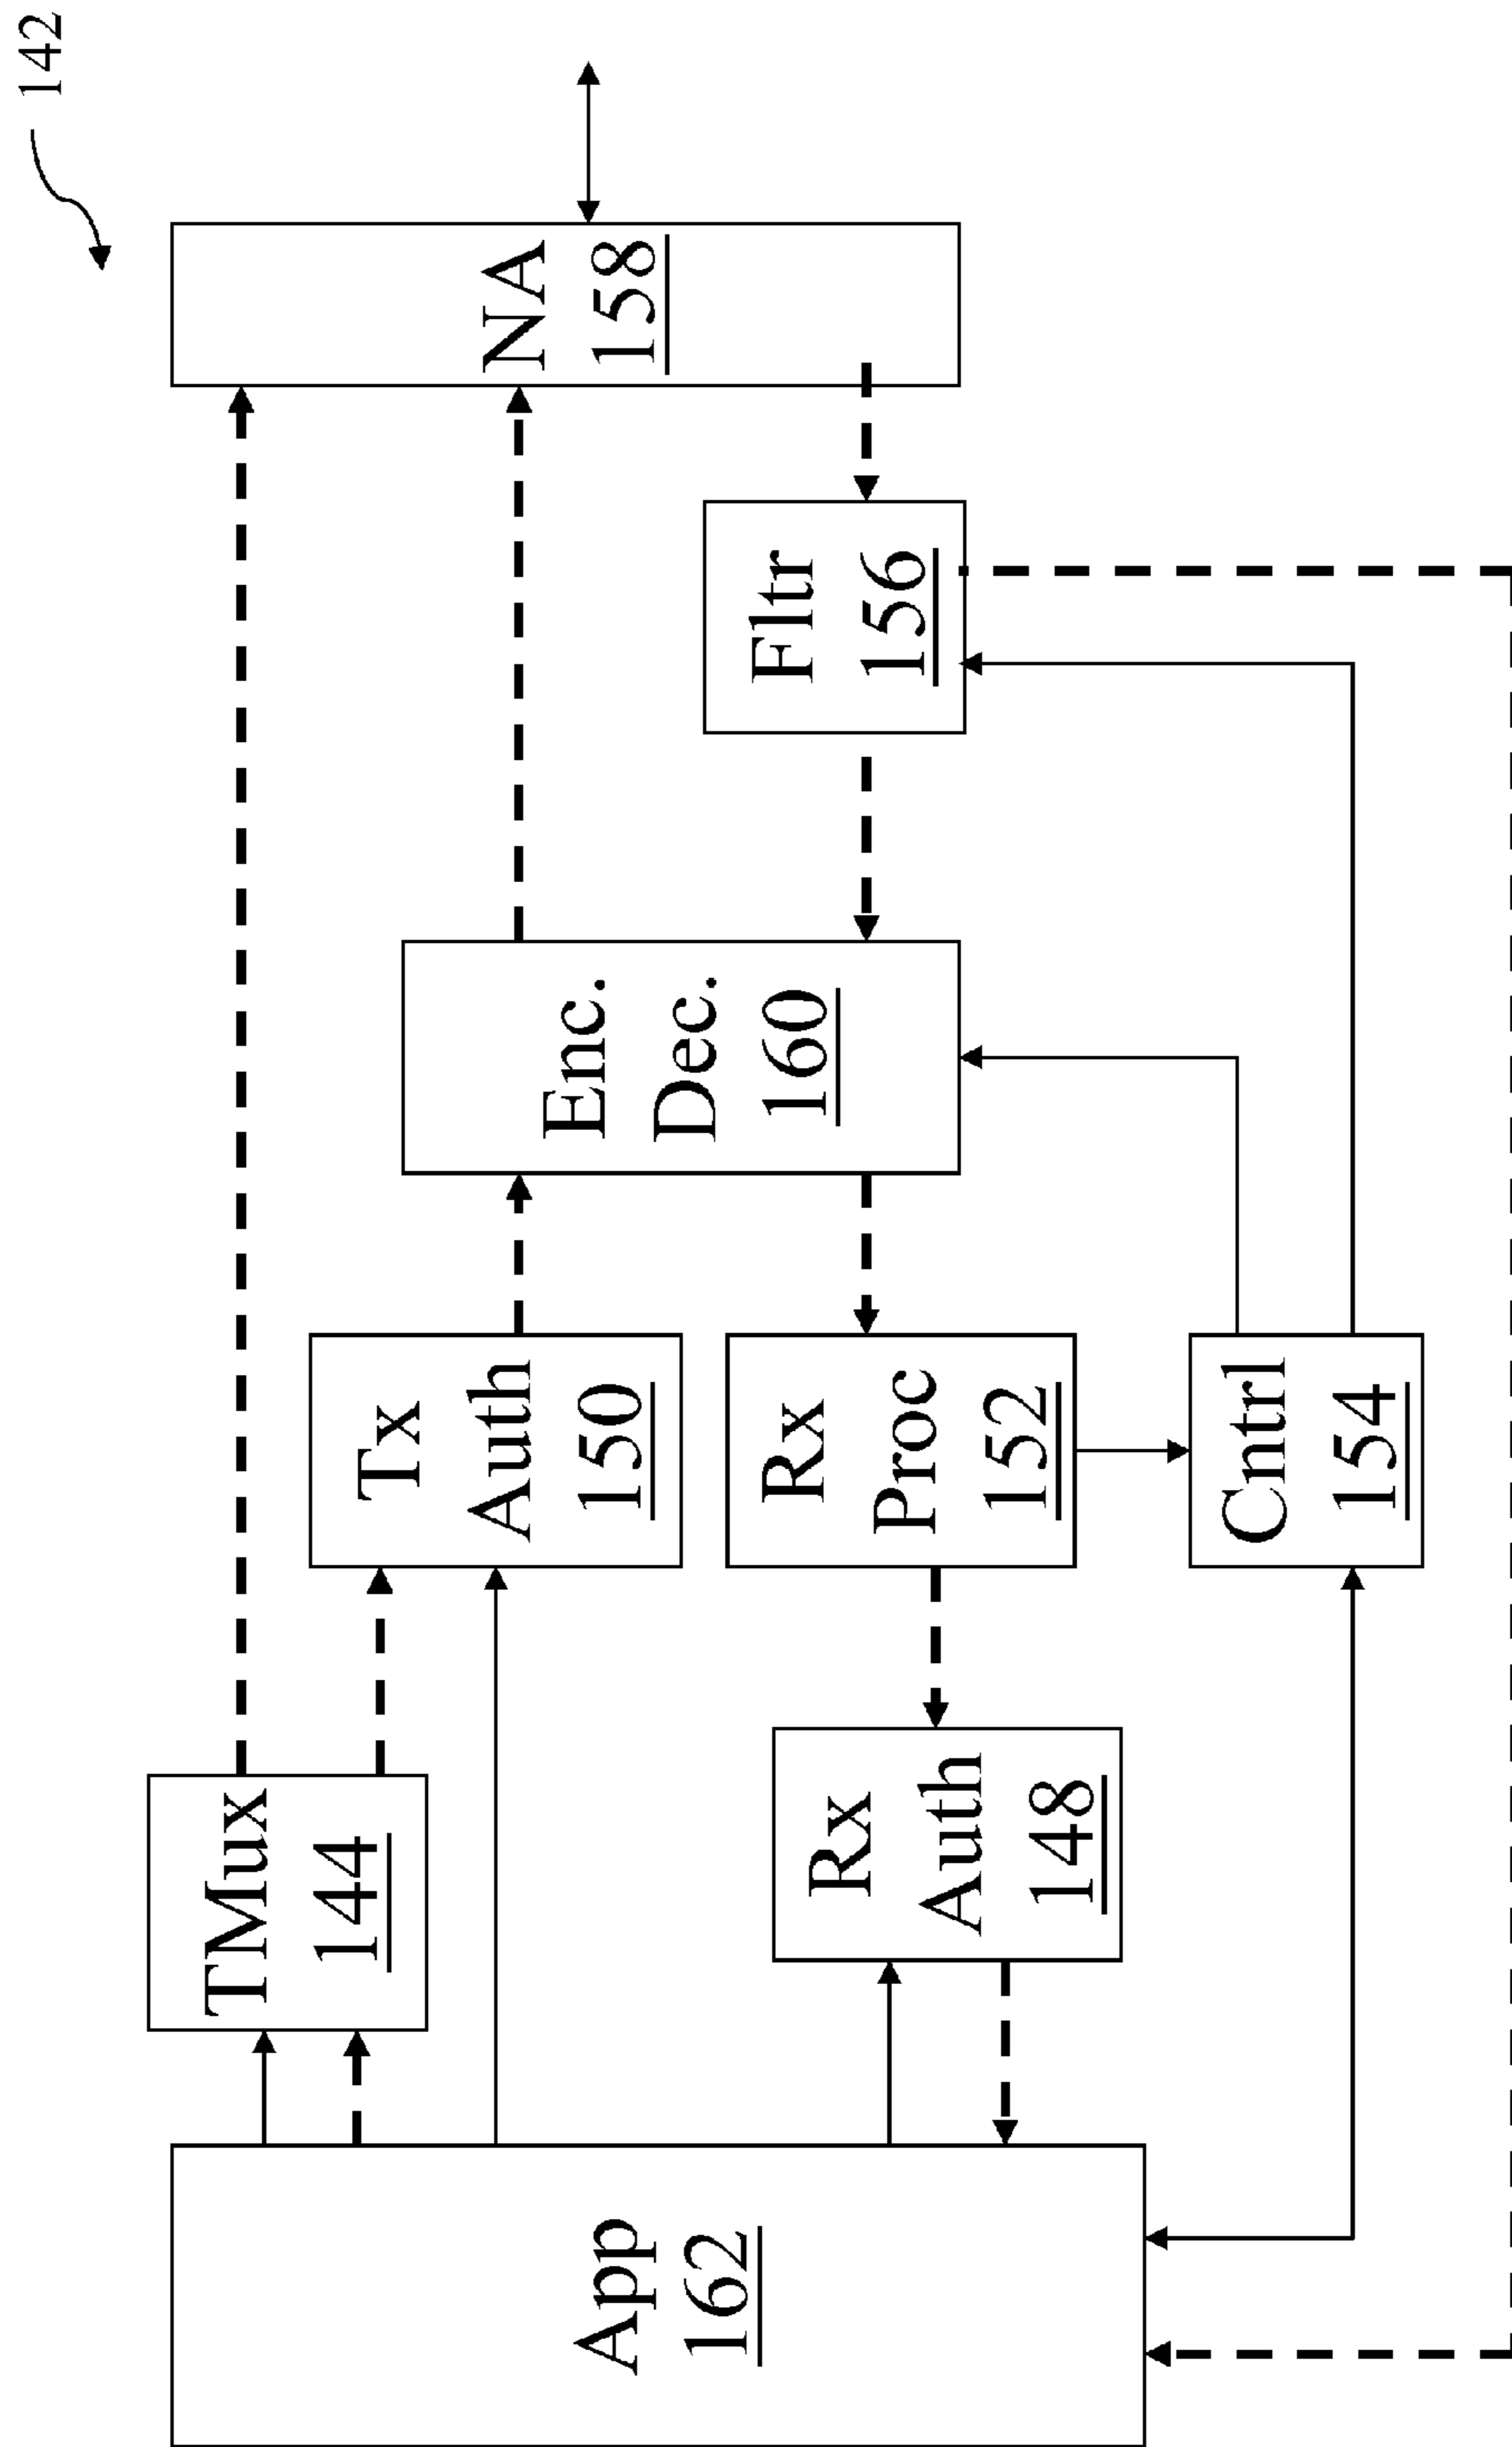 142
App
162
TMux
144
Tx
Auth
150
Enc.
Dec.
160
NA
158
Rx
Auth
148
Rx
Proc
152
Fltr
156
Cntrl
154